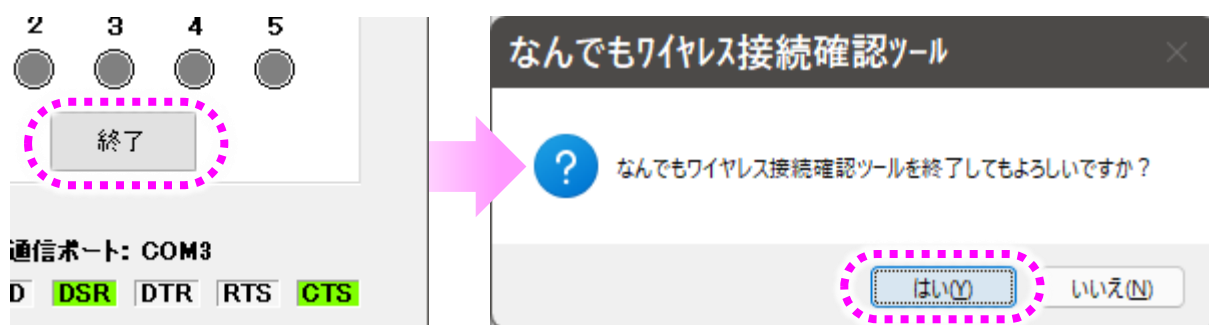 2 3 4 5
終了
通信ポート: COM3
D DSR DTR RTS CTS
なんでもワイヤレス接続確認ツール
?
なんでもワイヤレス接続確認ツールを終了してもよろしいですか？
はい(Y) いいえ(N)